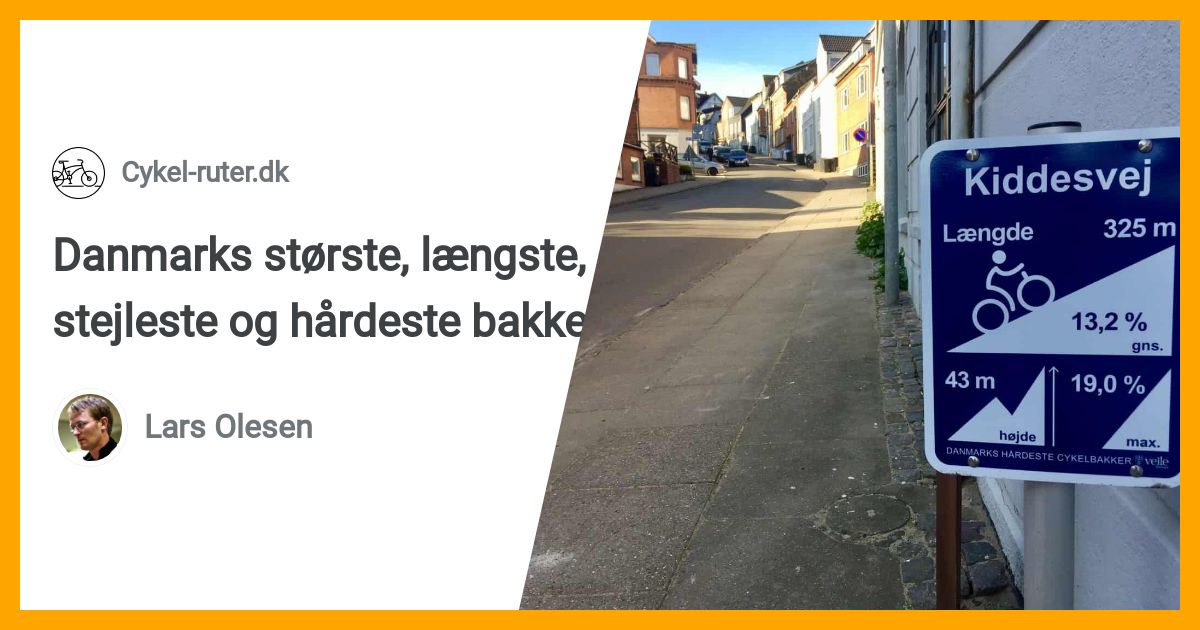 Cykel-ruter.dk
Danmarks største, længste,
stejleste og hårdeste bakke
Lars Olesen
Kiddesvej
Længde 325 m
13,2 %
gns.
43 m 19,0 %
højde max.
DANMARKS HÅRDESTE CYKELBAKKER vejle